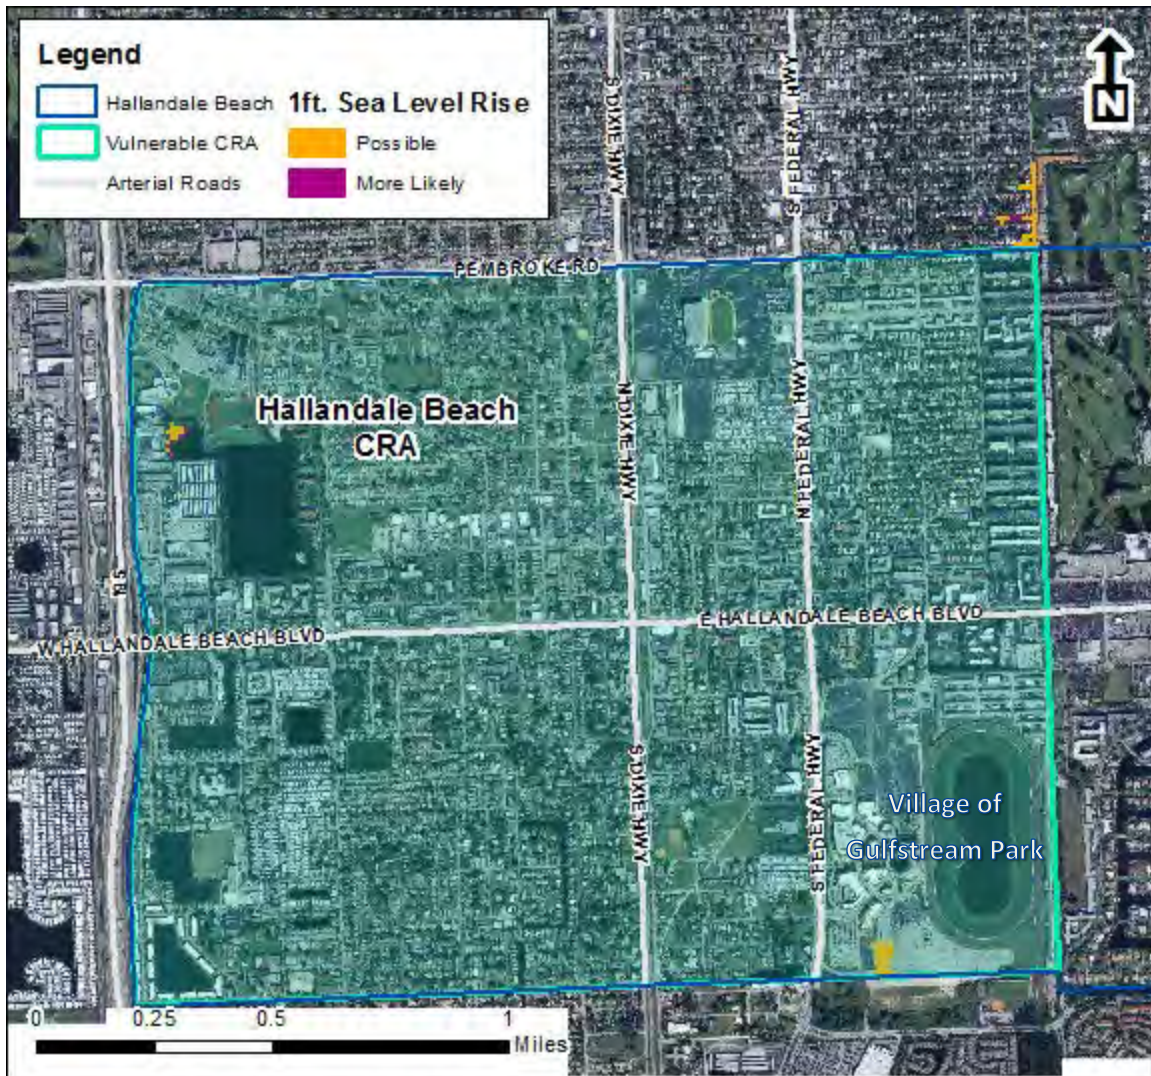 Legend
Hallandale Beach
Vulnerable CRA
Arterial Roads
1ft. Sea Level Rise
Possible
More Likely
S DIXIE HWY
S FEDERAL HWY
N
PEMBROKE RD
Hallandale Beach
CRA
N DIXIE HWY
N FEDERAL HWY
W HALLANDALE BEACH BLVD
E HALLANDALE BEACH BLVD
S DIXIE HWY
S FEDERAL HWY
Village of
Gulfstream Park
0 0.25 0.5 1
Miles